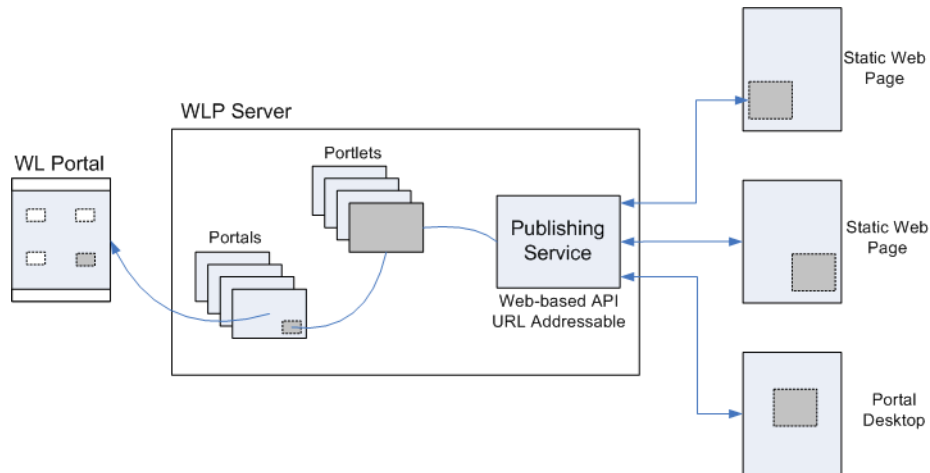 WL Portal
WLP Server
Portals
Portlets
Publishing
Service
Web-based API
URL Addressable
Static Web
Page
Static Web
Page
Portal
Desktop